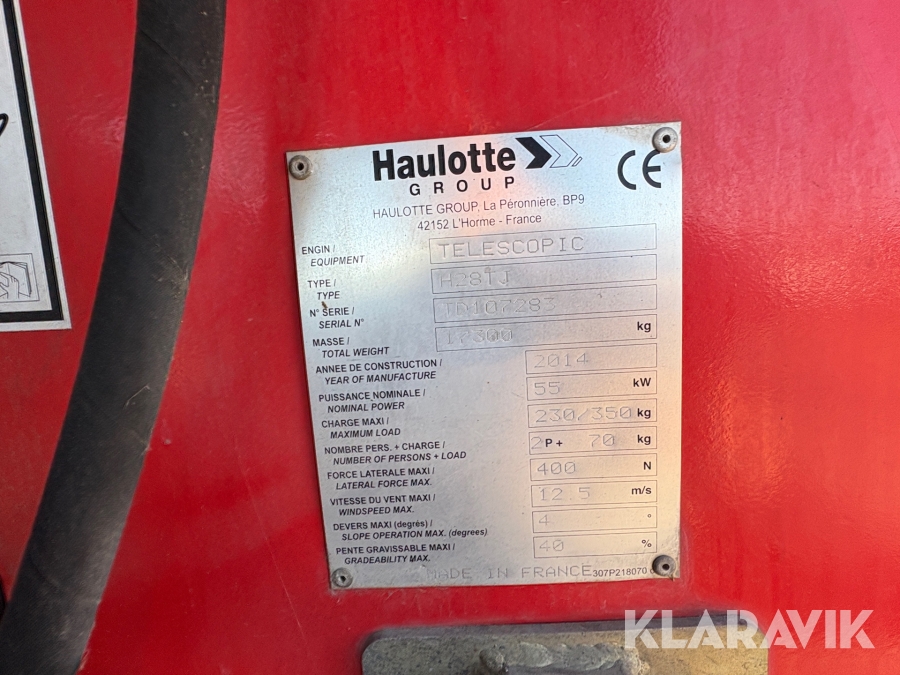 Haulotte
GROUP
CE
HAULOTTE GROUP. La Péronnière. BP9
42152 L'Horme - France
ENGIN / EQUIPMENT TELESCOPIC
TYPE / TYPE H28TJ
N° SERIE / SERIAL N° TD107283
MASSE / TOTAL WEIGHT 17300 kg
ANNEE DE CONSTRUCTION / YEAR OF MANUFACTURE 2014
PUISSANCE NOMINALE / NOMINAL POWER 55 kW
CHARGE MAXI / MAXIMUM LOAD 230/350 kg
NOMBRE PERS. + CHARGE / NUMBER OF PERSONS + LOAD 2 P + 70 kg
FORCE LATERALE MAXI / LATERAL FORCE MAX. 400 N
VITESSE DU VENT MAXI / WINDSPEED MAX. 12.5 m/s
DEVERS MAXI (degrés) / SLOPE OPERATION MAX. (degrees) 4 °
PENTE GRAVISSABLE MAXI / GRADEABILITY MAX. 40 %
MADE IN FRANCE 307P218070
KLARAVIK